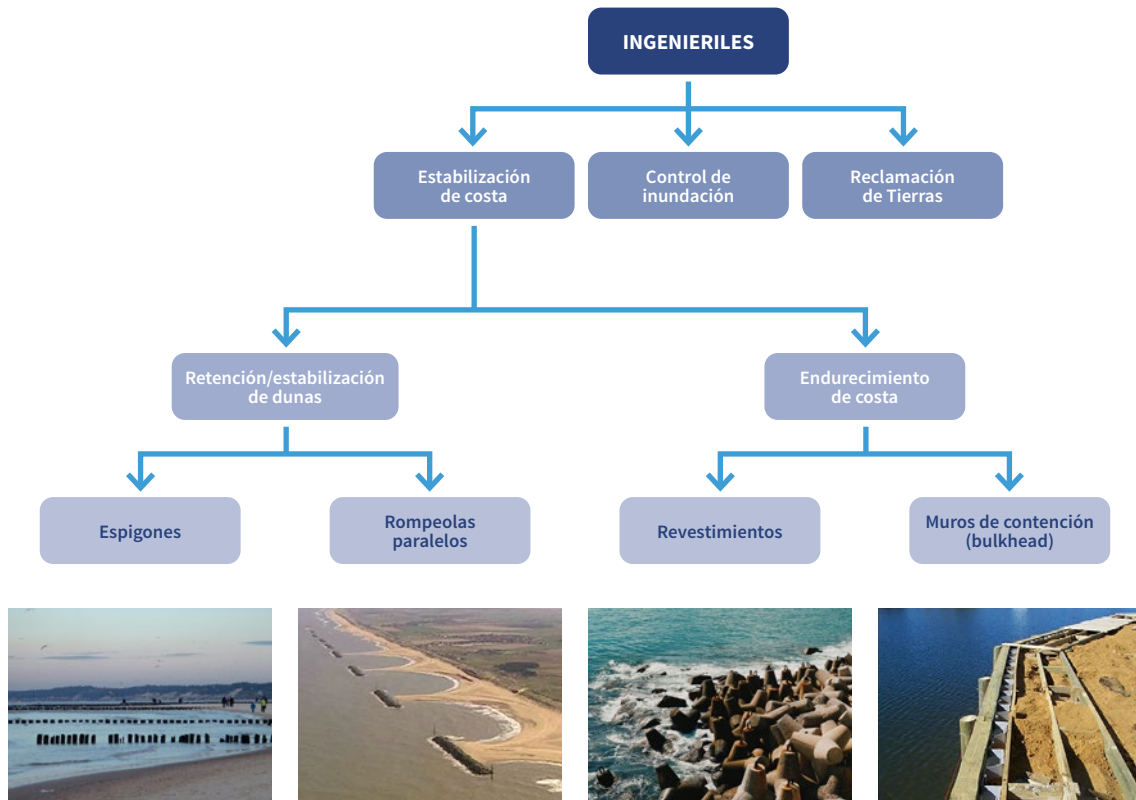 INGENIERILES
Estabilización
de costa
Control de
inundación
Reclamación
de Tierras
Retención/estabilización
de dunas
Endurecimiento
de costa
Espigones
Rompeolas
paralelos
Revestimientos
Muros de contención
(bulkhead)